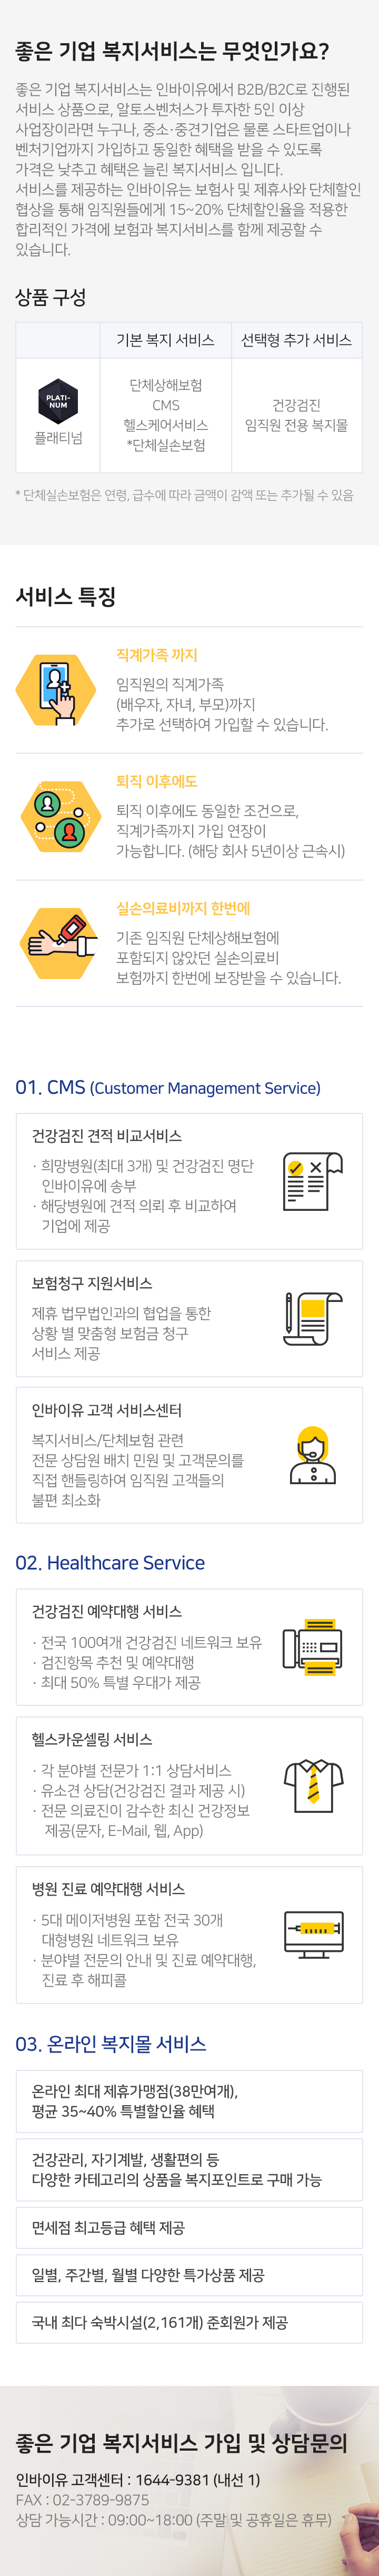 좋은 기업 복지서비스는 무엇인가요?
좋은 기업 복지서비스는 인바이유에서 B2B/B2C로 진행된
서비스 상품으로, 알토스벤처스가 투자한 5인 이상
사업장이라면 누구나, 중소·중견기업은 물론 스타트업이나
벤처기업까지 가입하고 동일한 혜택을 받을 수 있도록
가격은 낮추고 혜택은 늘린 복지서비스 입니다.
서비스를 제공하는 인바이유는 보험사 및 제휴사와 단체할인
협상을 통해 임직원들에게 15~20% 단체할인율을 적용한
합리적인 가격에 보험과 복지서비스를 함께 제공할 수
있습니다.
상품 구성
기본 복지 서비스
선택형 추가 서비스
PLATI-
NUM
플래티넘
단체상해보험
CMS
헬스케어서비스
*단체실손보험
건강검진
임직원 전용 복지몰
* 단체실손보험은 연령, 급수에 따라 금액이 감액 또는 추가될 수 있음
서비스 특징
직계가족 까지
임직원의 직계가족
(배우자, 자녀, 부모)까지
추가로 선택하여 가입할 수 있습니다.
퇴직 이후에도
퇴직 이후에도 동일한 조건으로,
직계가족까지 가입 연장이
가능합니다. (해당 회사 5년이상 근속시)
실손의료비까지 한번에
기존 임직원 단체상해보험에
포함되지 않았던 실손의료비
보험까지 한번에 보장받을 수 있습니다.
01. CMS (Customer Management Service)
건강검진 견적 비교서비스
· 희망병원(최대 3개) 및 건강검진 명단
인바이유에 송부
· 해당병원에 견적 의뢰 후 비교하여
기업에 제공
보험청구 지원서비스
제휴 법무법인과의 협업을 통한
상황 별 맞춤형 보험금 청구
서비스 제공
인바이유 고객 서비스센터
복지서비스/단체보험 관련
전문 상담원 배치 민원 및 고객문의를
직접 핸들링하여 임직원 고객들의
불편 최소화
02. Healthcare Service
건강검진 예약대행 서비스
· 전국 100여개 건강검진 네트워크 보유
· 검진항목 추천 및 예약대행
· 최대 50% 특별 우대가 제공
헬스카운셀링 서비스
· 각 분야별 전문가 1:1 상담서비스
· 유소견 상담(건강검진 결과 제공 시)
· 전문 의료진이 감수한 최신 건강정보
제공(문자, E-Mail, 웹, App)
병원 진료 예약대행 서비스
· 5대 메이저병원 포함 전국 30개
대형병원 네트워크 보유
· 분야별 전문의 안내 및 진료 예약대행,
진료 후 해피콜
03. 온라인 복지몰 서비스
온라인 최대 제휴가맹점(38만여개),
평균 35~40% 특별할인율 혜택
건강관리, 자기계발, 생활편의 등
다양한 카테고리의 상품을 복지포인트로 구매 가능
면세점 최고등급 혜택 제공
일별, 주간별, 월별 다양한 특가상품 제공
국내 최다 숙박시설(2,161개) 준회원가 제공
좋은 기업 복지서비스 가입 및 상담문의
인바이유 고객센터 : 1644-9381 (내선 1)
FAX : 02-3789-9875
상담 가능시간 : 09:00~18:00 (주말 및 공휴일은 휴무)